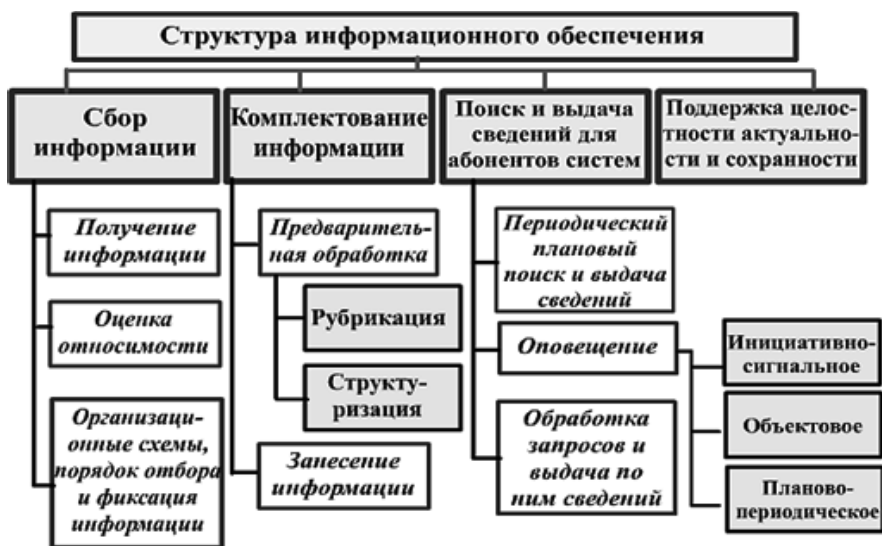 Структура информационного обеспечения
Сбор
информации
Комплектование
информации
Поиск и выдача
сведений для
абонентов систем
Поддержка целос-
тности актуально-
сти и сохранности
Получение
информации
Оценка
относимости
Организаци-
онные схемы,
порядок отбора
и фиксация
информации
Предваритель-
ная обработка
Рубрикация
Структу-
ризация
Занесение
информации
Периодический
плановый
поиск и выдача
сведений
Оповещение
Обработка
запросов и
выдача по
ним сведений
Инициативно-
сигнальное
Объектовое
Планово-
периодическое